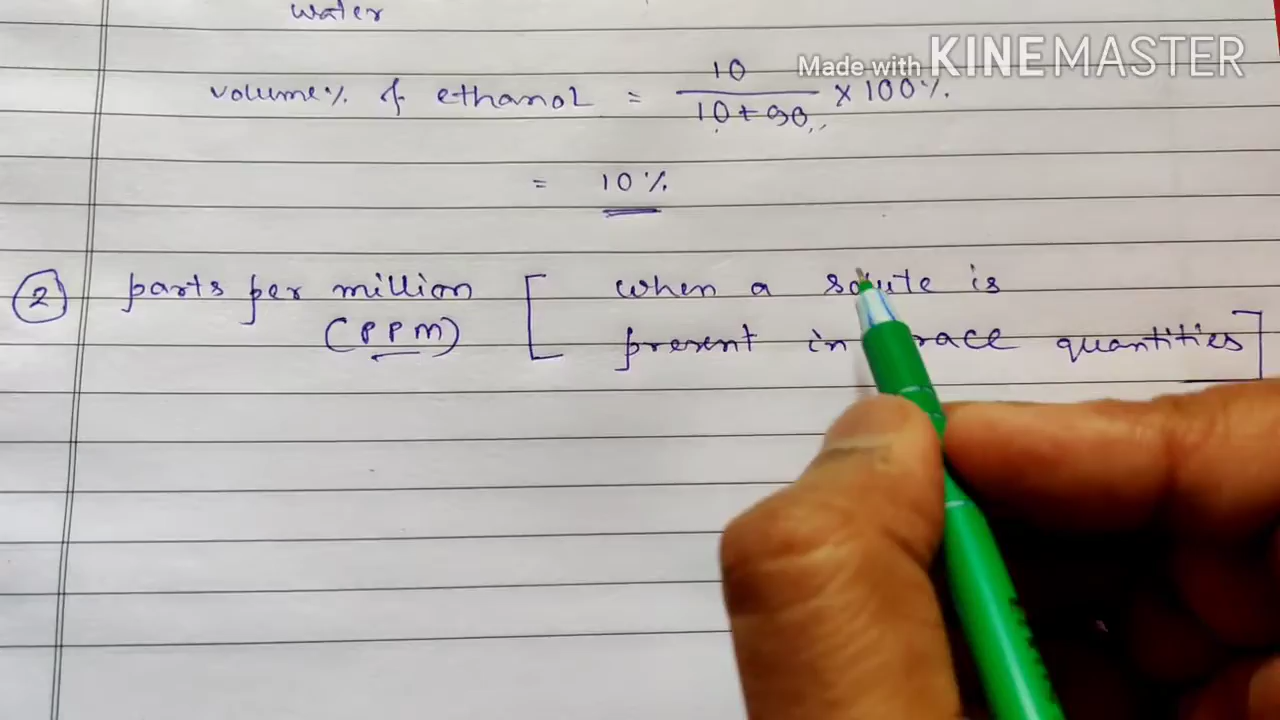 water
Made with KINEMASTER
volume% of ethanol = 10 / 10 + 90 × 100%
= 10%
② parts per million [ when a solute is
(PPM) present in trace quantities ]